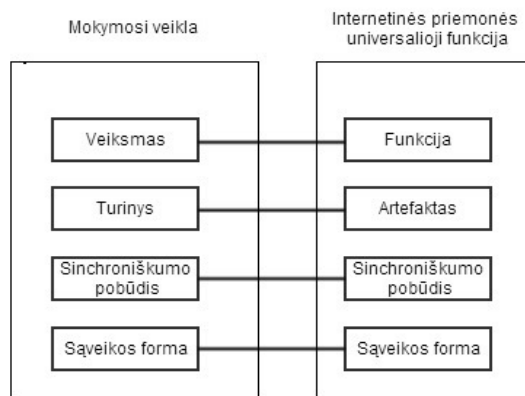 Mokymosi veikla
Internetinės priemonės
universalioji funkcija
Veiksmas
Funkcija
Turinys
Artefaktas
Sinchroniškumo
pobūdis
Sinchroniškumo
pobūdis
Sąveikos forma
Sąveikos forma